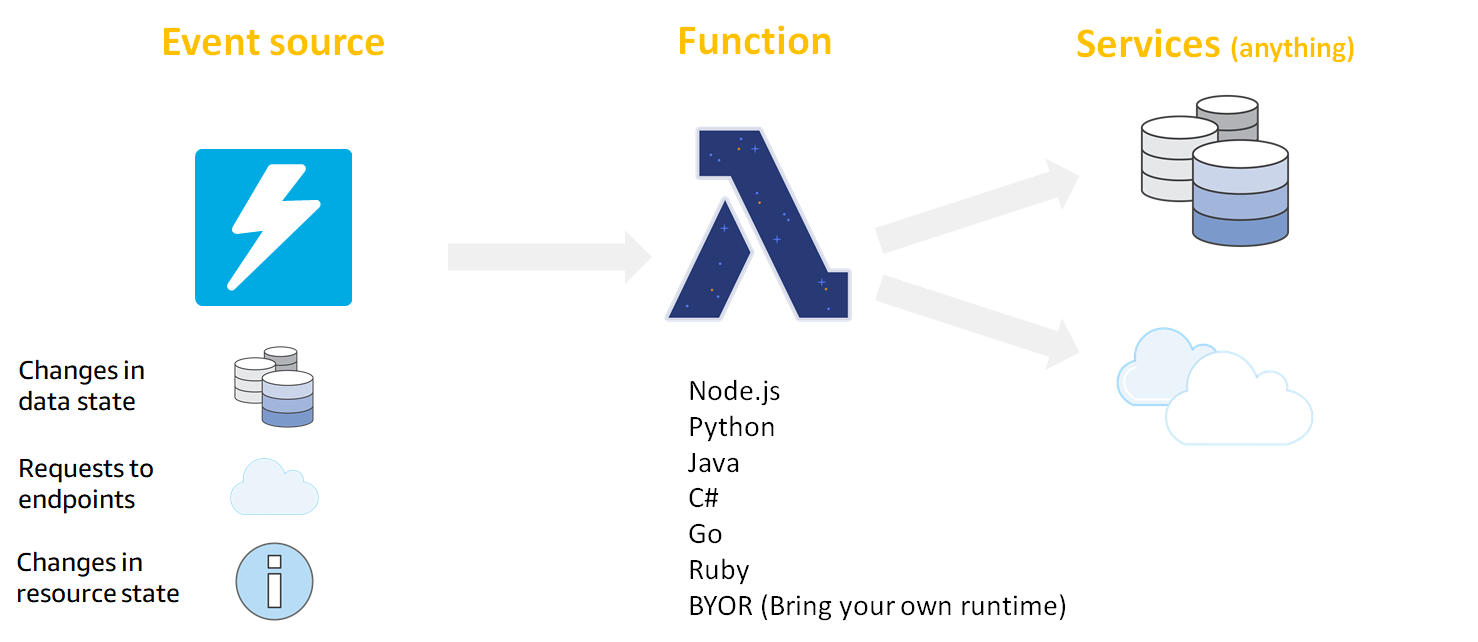 Event source
Function
Services (anything)
Changes in
data state
Requests to
endpoints
Changes in
resource state
Node.js
Python
Java
C#
Go
Ruby
BYOR (Bring your own runtime)